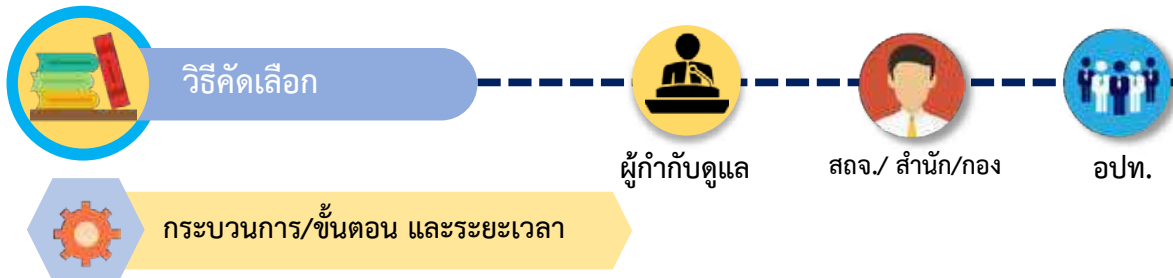 วิธีคัดเลือก
ผู้กำกับดูแล
สถจ./ สำนัก/กอง
อปท.
กระบวนการ/ขั้นตอน และระยะเวลา